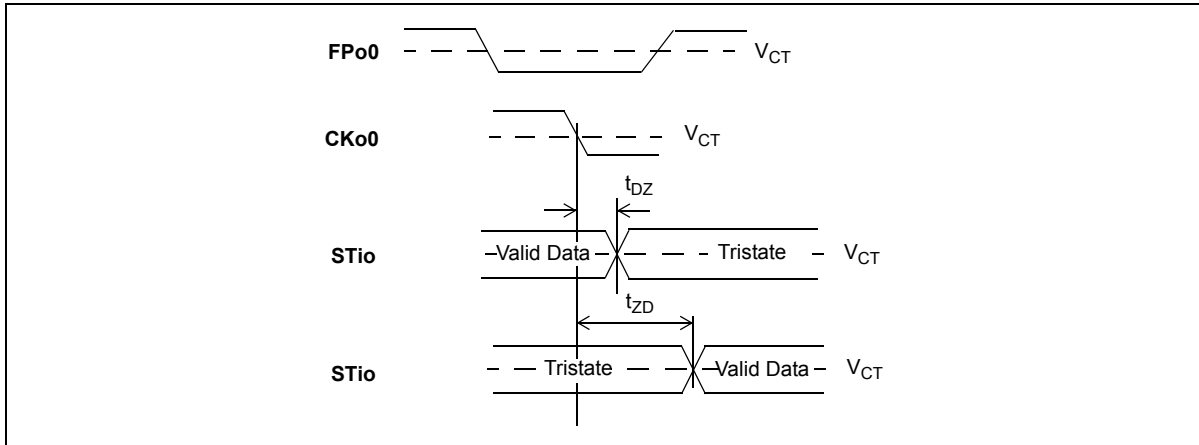 FPo0 V_CT
CKo0 V_CT
t_DZ
STio Valid Data Tristate V_CT
t_ZD
STio Tristate Valid Data V_CT